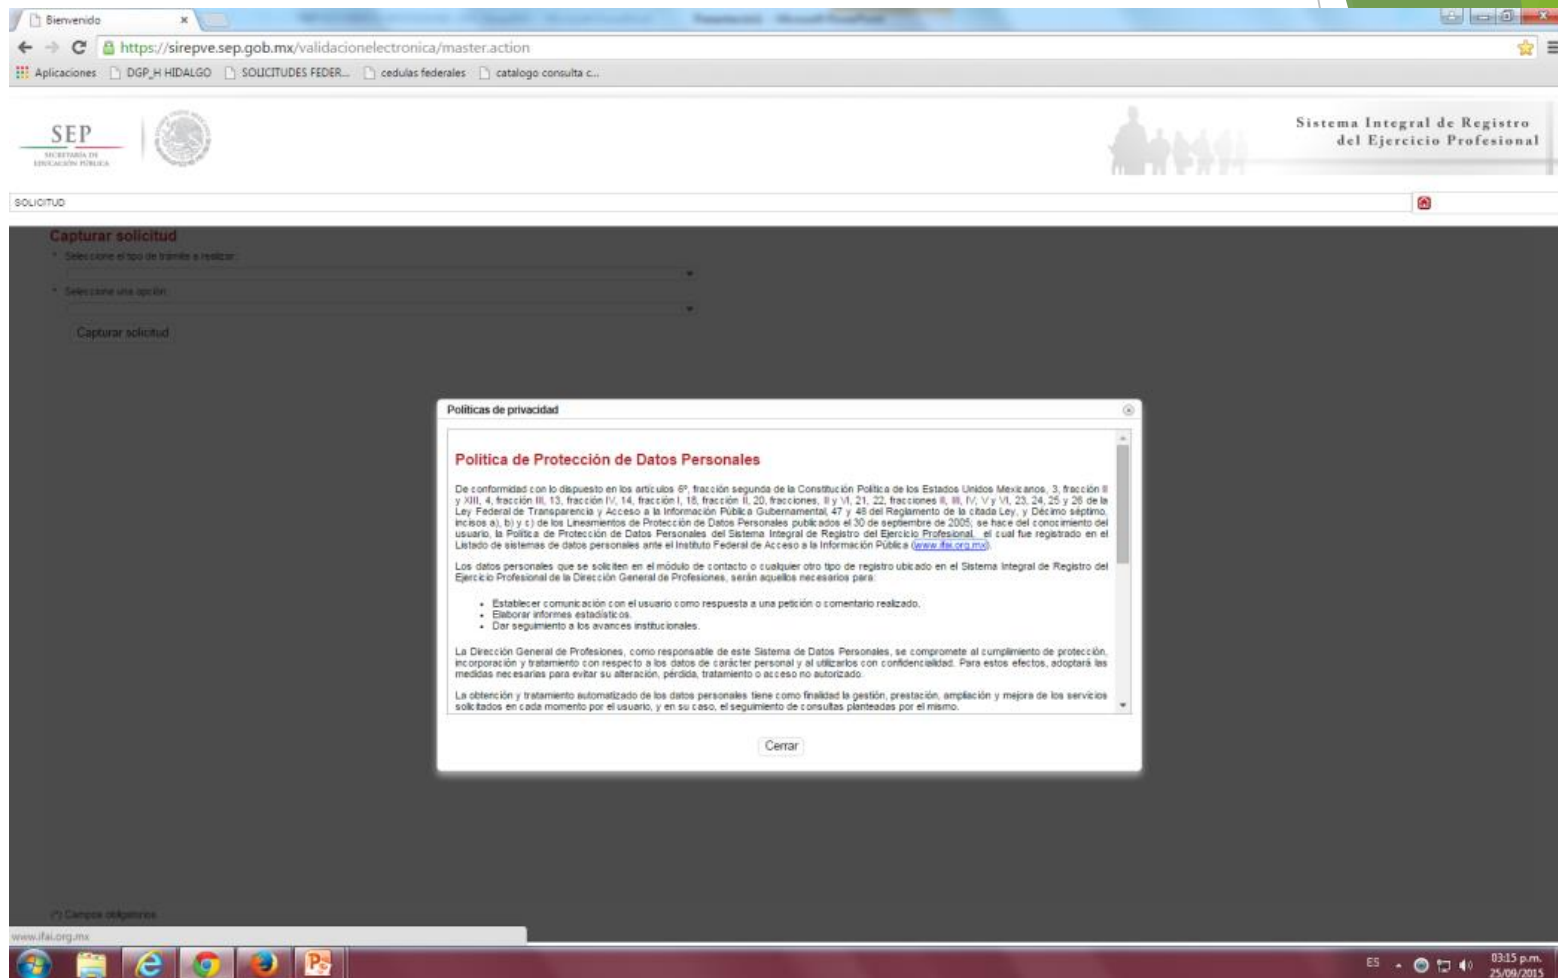 Bienvenido
https://sirepve.sep.gob.mx/validacionelectronica/master.action
Aplicaciones DGP_H HIDALGO SOLICITUDES FEDER... cedulas federales catalogo consulta c...
SEP
SECRETARÍA DE
EDUCACIÓN PÚBLICA
Sistema Integral de Registro
del Ejercicio Profesional
SOLICITUD
Capturar solicitud
* Seleccione el tipo de trámite a realizar:
* Seleccione una opción:
Capturar solicitud
Políticas de privacidad
Política de Protección de Datos Personales
De conformidad con lo dispuesto en los artículos 6º, fracción segunda de la Constitución Política de los Estados Unidos Mexicanos, 3, fracción II
y XIII, 4, fracción III, 13, fracción IV, 14, fracción I, 18, fracción II, 20, fracciones, II y VI, 21, 22, fracciones II, III, IV, V y VI, 23, 24, 25 y 26 de la
Ley Federal de Transparencia y Acceso a la Información Pública Gubernamental, 47 y 48 del Reglamento de la citada Ley, y Décimo séptimo,
incisos a), b) y c) de los Lineamientos de Protección de Datos Personales publicados el 30 de septiembre de 2005; se hace del conocimiento del
usuario, la Política de Protección de Datos Personales del Sistema Integral de Registro del Ejercicio Profesional, el cual fue registrado en el
Listado de sistemas de datos personales ante el Instituto Federal de Acceso a la Información Pública (www.ifai.org.mx).
Los datos personales que se soliciten en el módulo de contacto o cualquier otro tipo de registro ubicado en el Sistema Integral de Registro del
Ejercicio Profesional de la Dirección General de Profesiones, serán aquellos necesarios para:
• Establecer comunicación con el usuario como respuesta a una petición o comentario realizado.
• Elaborar informes estadísticos.
• Dar seguimiento a los avances institucionales.
La Dirección General de Profesiones, como responsable de este Sistema de Datos Personales, se compromete al cumplimiento de protección,
incorporación y tratamiento con respecto a los datos de carácter personal y al utilizarlos con confidencialidad. Para estos efectos, adoptará las
medidas necesarias para evitar su alteración, pérdida, tratamiento o acceso no autorizado.
La obtención y tratamiento automatizado de los datos personales tiene como finalidad la gestión, prestación, ampliación y mejora de los servicios
solicitados en cada momento por el usuario, y en su caso, el seguimiento de consultas planteadas por el mismo.
Cerrar
(*) Campos obligatorios
www.ifai.org.mx
ES 03:15 p.m.
25/09/2015